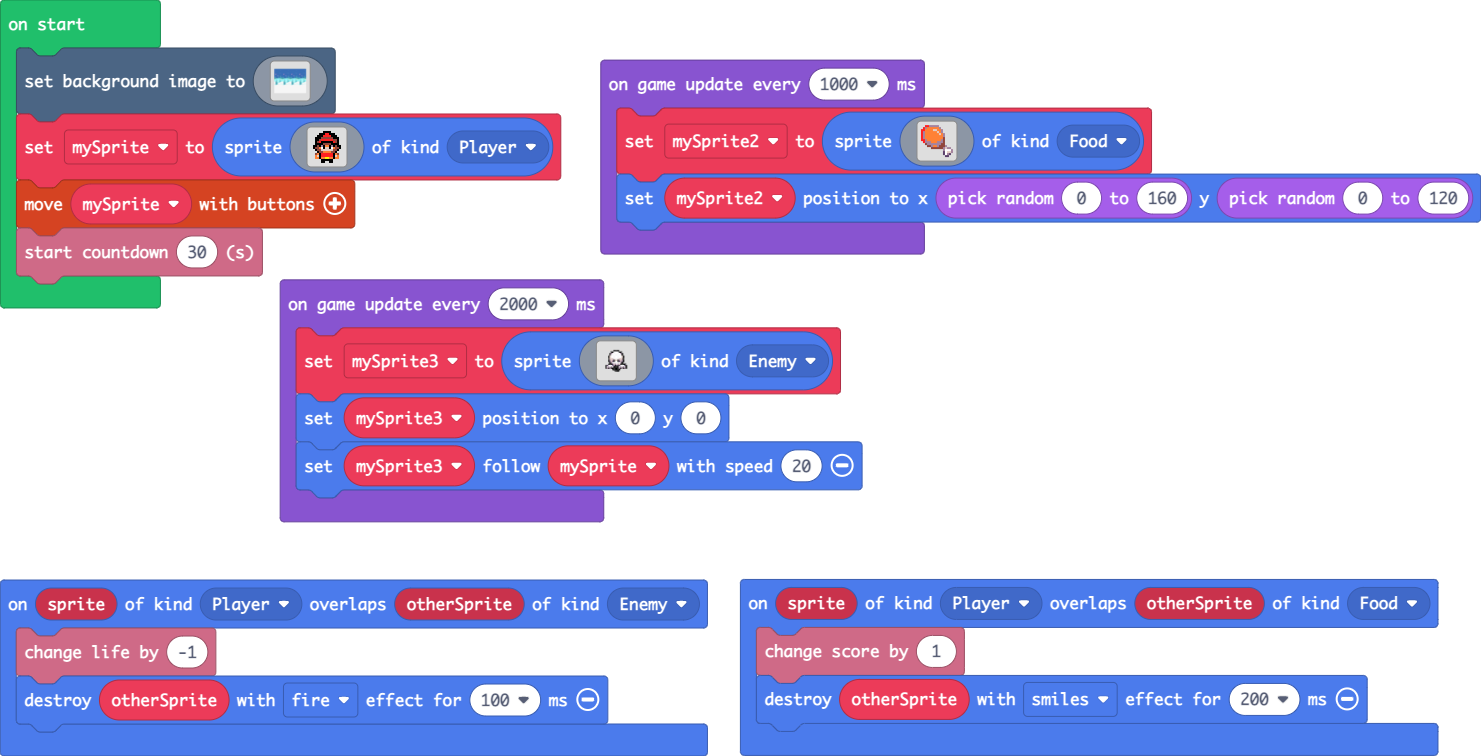 on start
set background image to
set mySprite to sprite of kind Player
move mySprite with buttons
start countdown 30 (s)
on game update every 1000 ms
set mySprite2 to sprite of kind Food
set mySprite2 position to x pick random 0 to 160 y pick random 0 to 120
on game update every 2000 ms
set mySprite3 to sprite of kind Enemy
set mySprite3 position to x 0 y 0
set mySprite3 follow mySprite with speed 20
on sprite of kind Player overlaps otherSprite of kind Enemy
change life by -1
destroy otherSprite with fire effect for 100 ms
on sprite of kind Player overlaps otherSprite of kind Food
change score by 1
destroy otherSprite with smiles effect for 200 ms